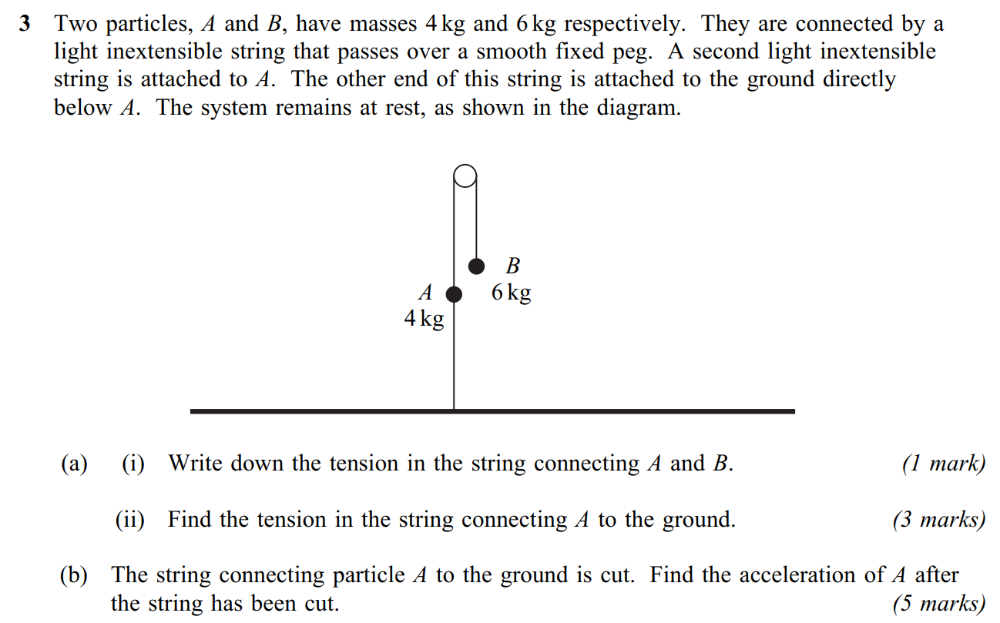 3 Two particles, A and B, have masses 4 kg and 6 kg respectively. They are connected by a
light inextensible string that passes over a smooth fixed peg. A second light inextensible
string is attached to A. The other end of this string is attached to the ground directly
below A. The system remains at rest, as shown in the diagram.
B
A 6 kg
4 kg
(a) (i) Write down the tension in the string connecting A and B. (1 mark)
(ii) Find the tension in the string connecting A to the ground. (3 marks)
(b) The string connecting particle A to the ground is cut. Find the acceleration of A after
the string has been cut. (5 marks)